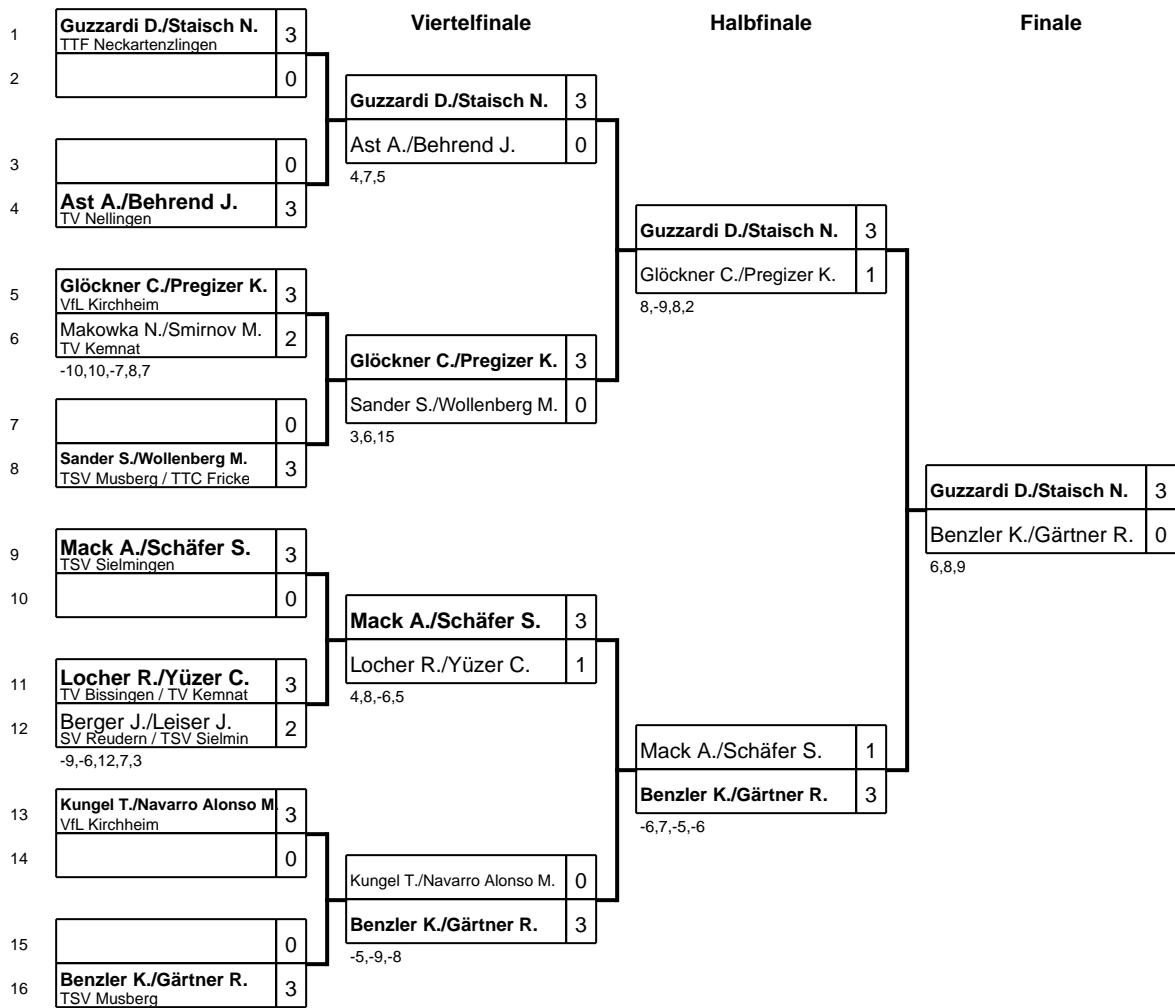 Viertelfinale
Halbfinale
Finale
1
Guzzardi D./Staisch N.
3
TTF Neckartenzlingen
2
0
3
0
4
Ast A./Behrend J.
3
TV Nellingen
5
Glöckner C./Pregizer K.
3
VfL Kirchheim
6
Makowka N./Smirnov M.
2
TV Kemnat
-10,10,-7,8,7
7
0
8
Sander S./Wollenberg M.
3
TSV Musberg / TTC Fricke
9
Mack A./Schäfer S.
3
TSV Sielmingen
10
0
11
Locher R./Yüzer C.
3
TV Bissingen / TV Kemnat
12
Berger J./Leiser J.
2
SV Reudern / TSV Sielmin
-9,-6,12,7,3
13
Kungel T./Navarro Alonso M.
3
VfL Kirchheim
14
0
15
0
16
Benzler K./Gärtner R.
3
TSV Musberg
Guzzardi D./Staisch N.
3
Ast A./Behrend J.
0
4,7,5
Glöckner C./Pregizer K.
3
Sander S./Wollenberg M.
0
3,6,15
Mack A./Schäfer S.
3
Locher R./Yüzer C.
1
4,8,-6,5
Kungel T./Navarro Alonso M.
0
Benzler K./Gärtner R.
3
-5,-9,-8
Guzzardi D./Staisch N.
3
Glöckner C./Pregizer K.
1
8,-9,8,2
Mack A./Schäfer S.
1
Benzler K./Gärtner R.
3
-6,7,-5,-6
Guzzardi D./Staisch N.
3
Benzler K./Gärtner R.
0
6,8,9